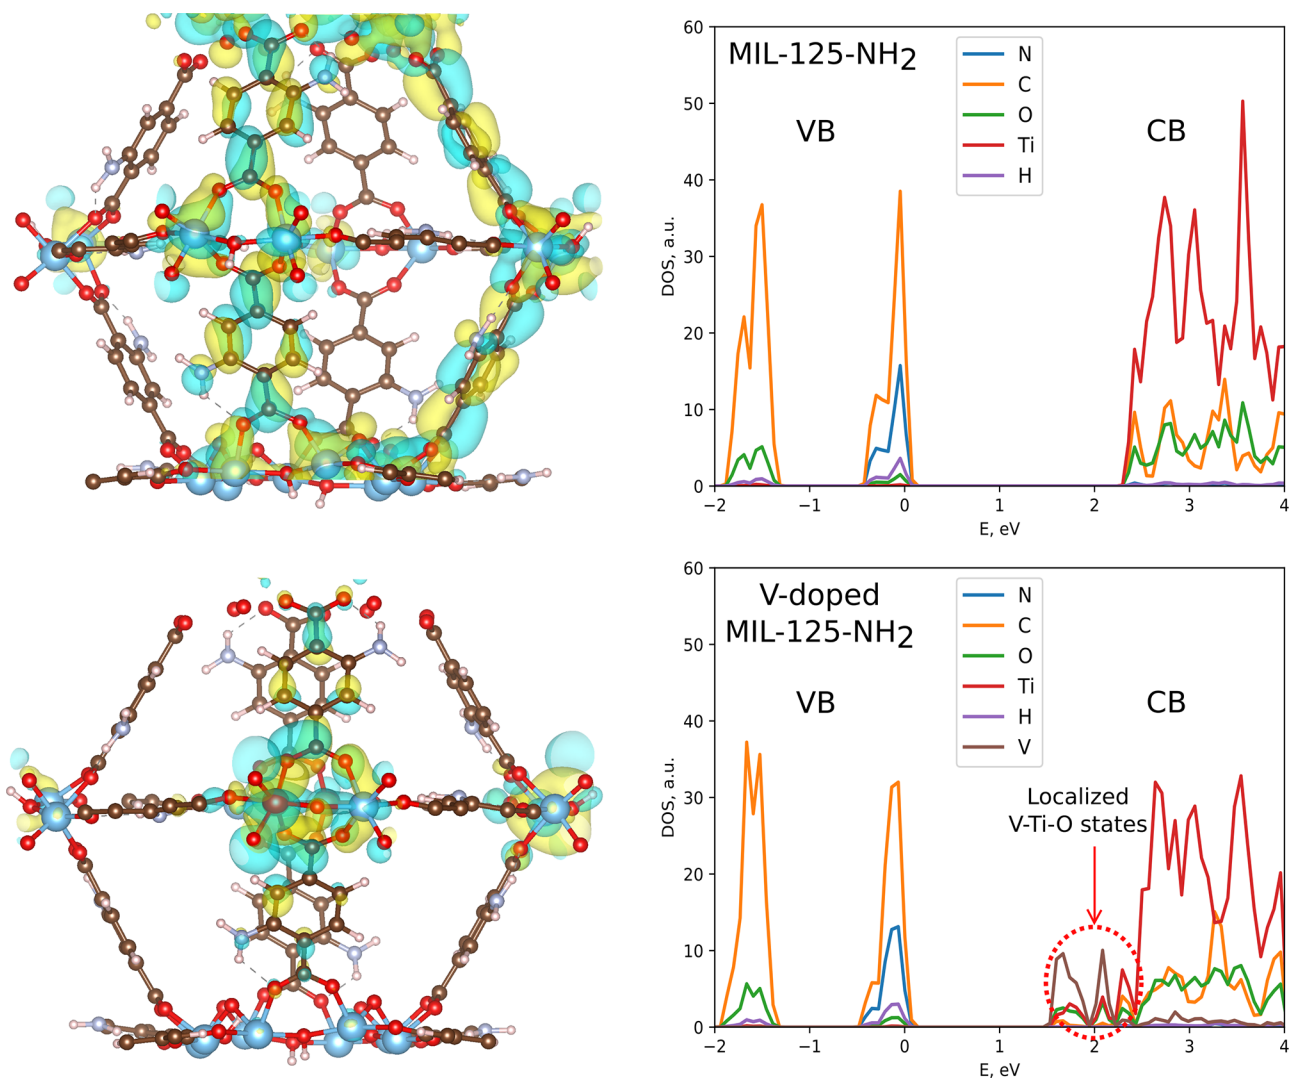 MIL-125-NH2
VB
CB
N
C
O
Ti
H
DOS, a.u.
60
50
40
30
20
10
0
−2
−1
0
1
2
3
4
E, eV
V-doped
MIL-125-NH2
VB
CB
N
C
O
Ti
H
V
Localized
V-Ti-O states
DOS, a.u.
60
50
40
30
20
10
0
−2
−1
0
1
2
3
4
E, eV